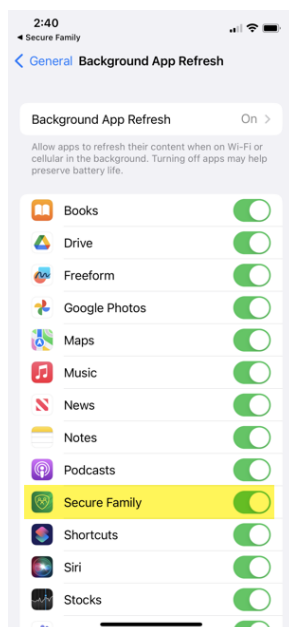 2:40
◀ Secure Family
General Background App Refresh
Background App Refresh On
Allow apps to refresh their content when on Wi-Fi or
cellular in the background. Turning off apps may help
preserve battery life.
Books
Drive
Freeform
Google Photos
Maps
Music
News
Notes
Podcasts
Secure Family
Shortcuts
Siri
Stocks